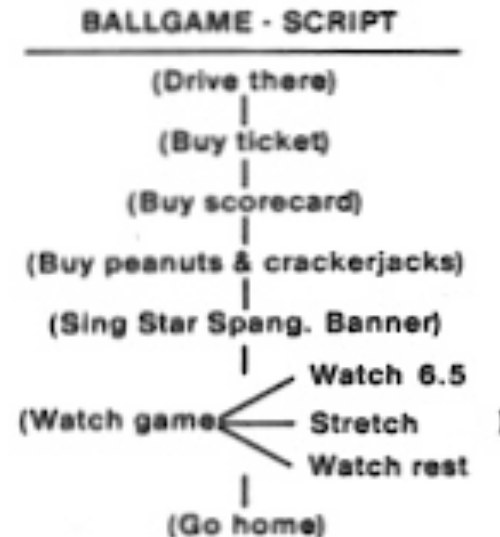 BALLGAME - SCRIPT
(Drive there)
(Buy ticket)
(Buy scorecard)
(Buy peanuts & crackerjacks)
(Sing Star Spang. Banner)
Watch 6.5
(Watch game Stretch )
Watch rest
(Go home)